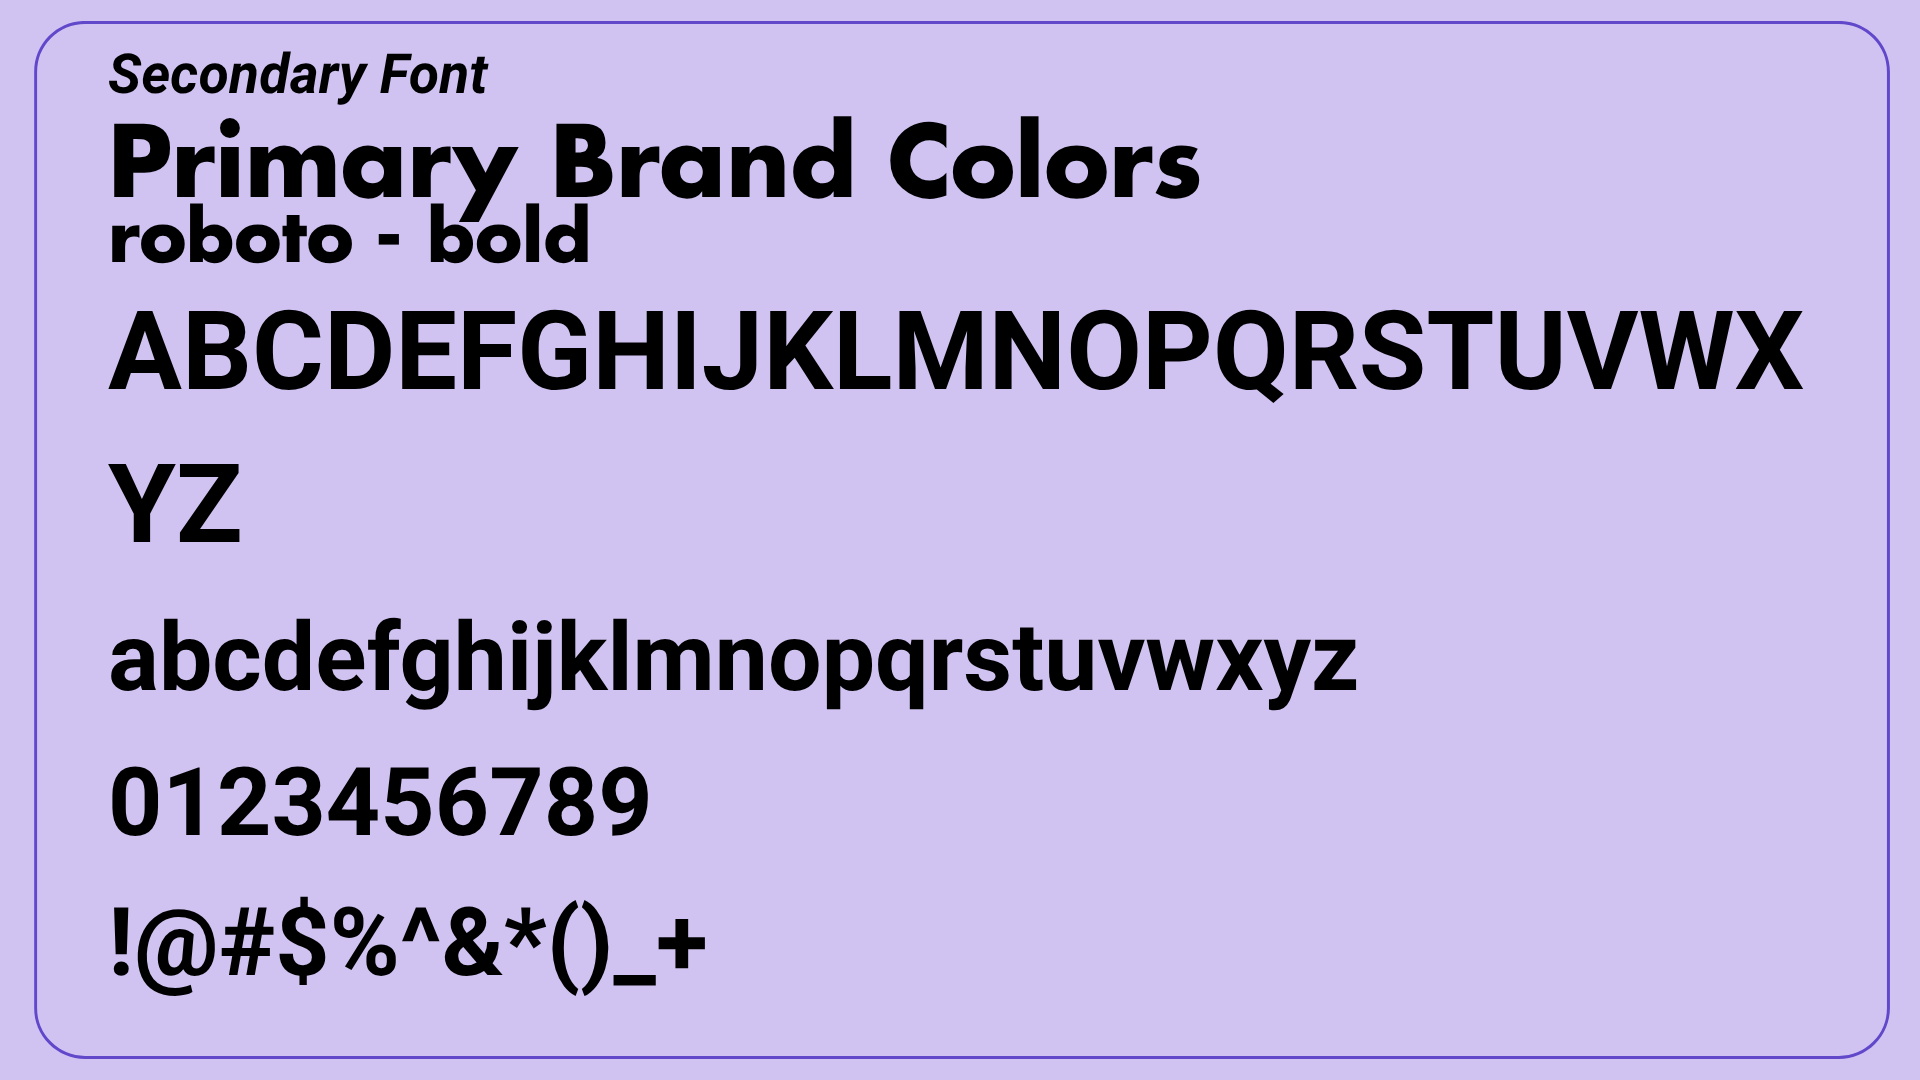 Secondary Font
Primary Brand Colors
roboto - bold
ABCDEFGHIJKLMNOPQRSTUVWX
YZ
abcdefghijklmnopqrstuvwxyz
0123456789
!@#$%^&*()_+